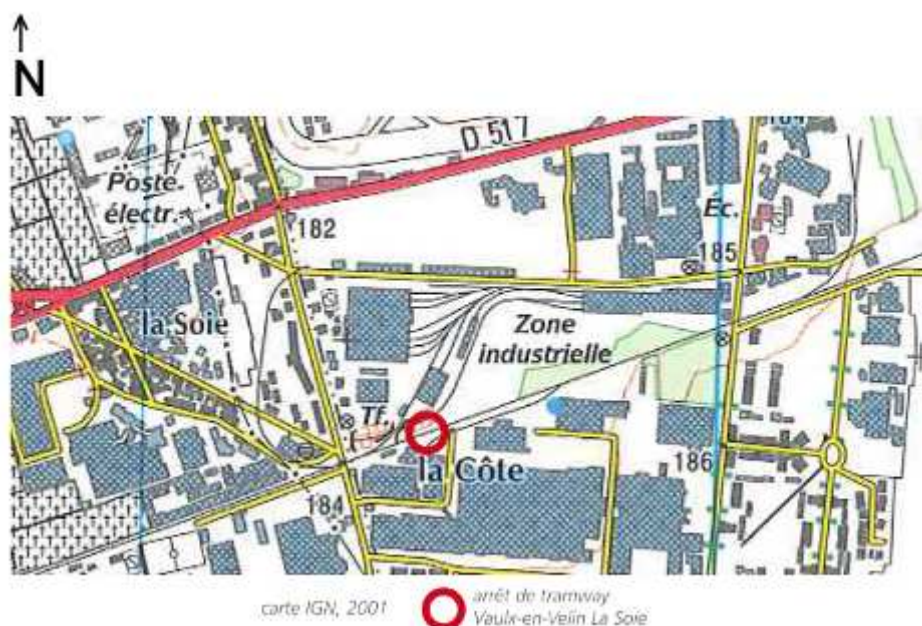 N
D 517
Poste
électr.
182
Ec.
185
la Soie
Zone
industrielle
Tf.
la Côte
184
186
carte IGN, 2001
arrêt de tramway
Vaulx-en-Velin La Soie